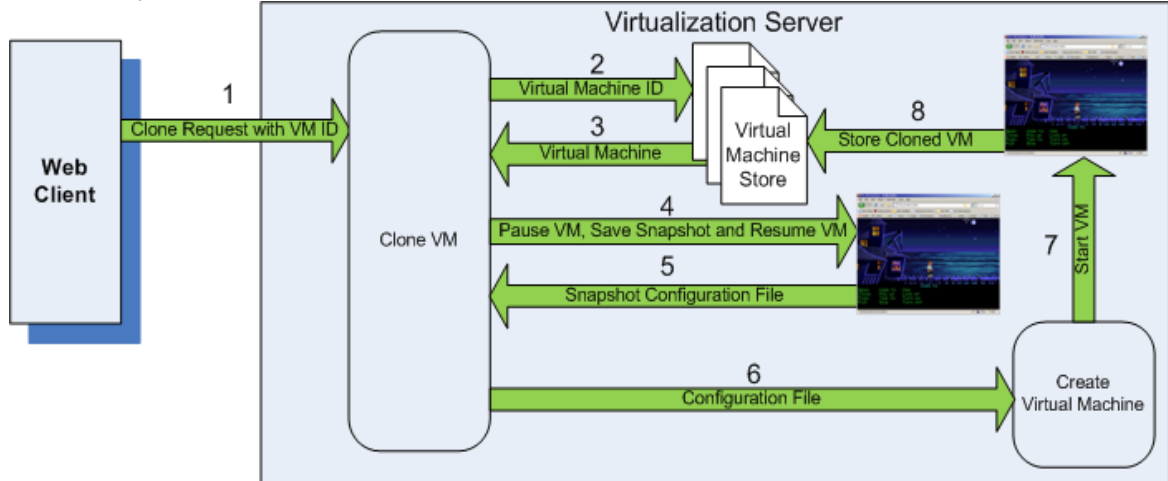 Virtualization Server
1
Clone Request with VM ID
Web
Client
Clone VM
2
Virtual Machine ID
3
Virtual Machine
Virtual
Machine
Store
8
Store Cloned VM
4
Pause VM, Save Snapshot and Resume VM
5
Snapshot Configuration File
7
Start VM
6
Configuration File
Create
Virtual Machine